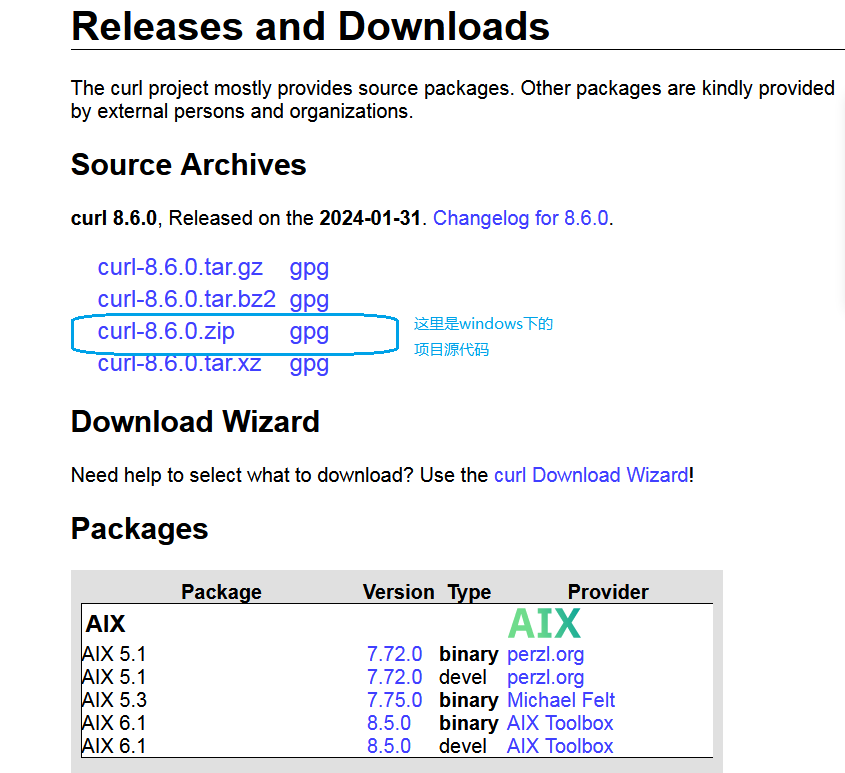 Releases and Downloads
The curl project mostly provides source packages. Other packages are kindly provided
by external persons and organizations.
Source Archives
curl 8.6.0, Released on the 2024-01-31. Changelog for 8.6.0.
curl-8.6.0.tar.gz gpg
curl-8.6.0.tar.bz2 gpg
curl-8.6.0.zip gpg
这里是windows下的
项目源代码
curl-8.6.0.tar.xz gpg
Download Wizard
Need help to select what to download? Use the curl Download Wizard!
Packages
Package Version Type Provider
AIX AIX
AIX 5.1 7.72.0 binary perzl.org
AIX 5.1 7.72.0 devel perzl.org
AIX 5.3 7.75.0 binary Michael Felt
AIX 6.1 8.5.0 binary AIX Toolbox
AIX 6.1 8.5.0 devel AIX Toolbox